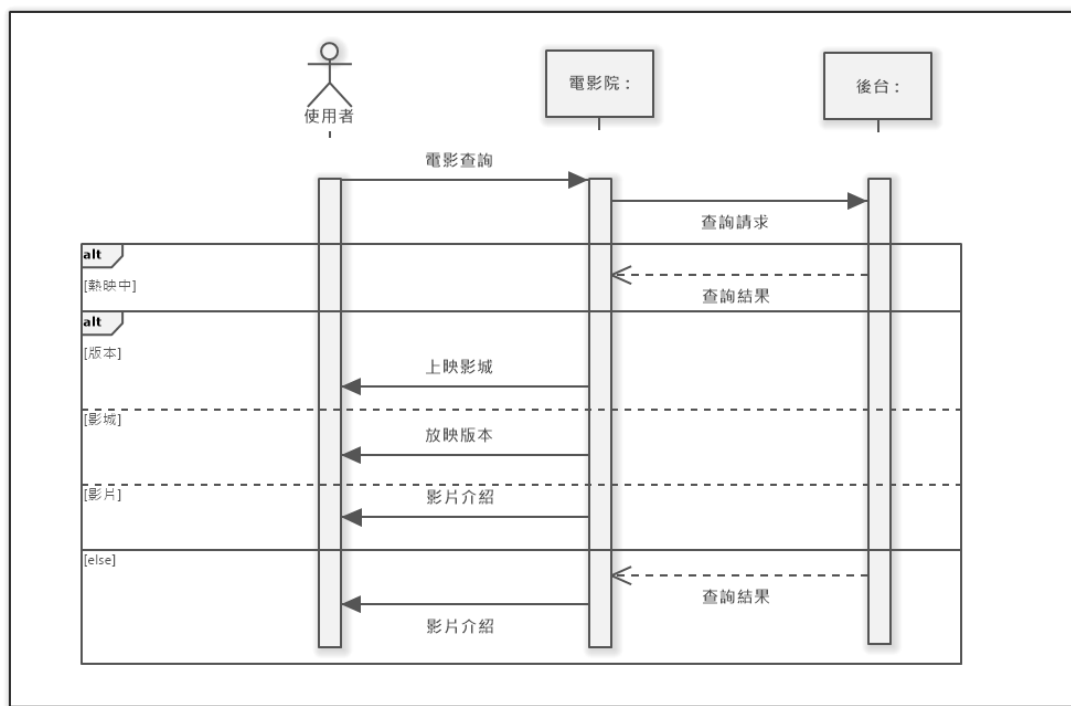 電影院：
後台：
使用者
電影查詢
查詢請求
alt
[熱映中]
查詢結果
alt
[版本]
上映影城
[影城]
放映版本
[影片]
影片介紹
[else]
查詢結果
影片介紹